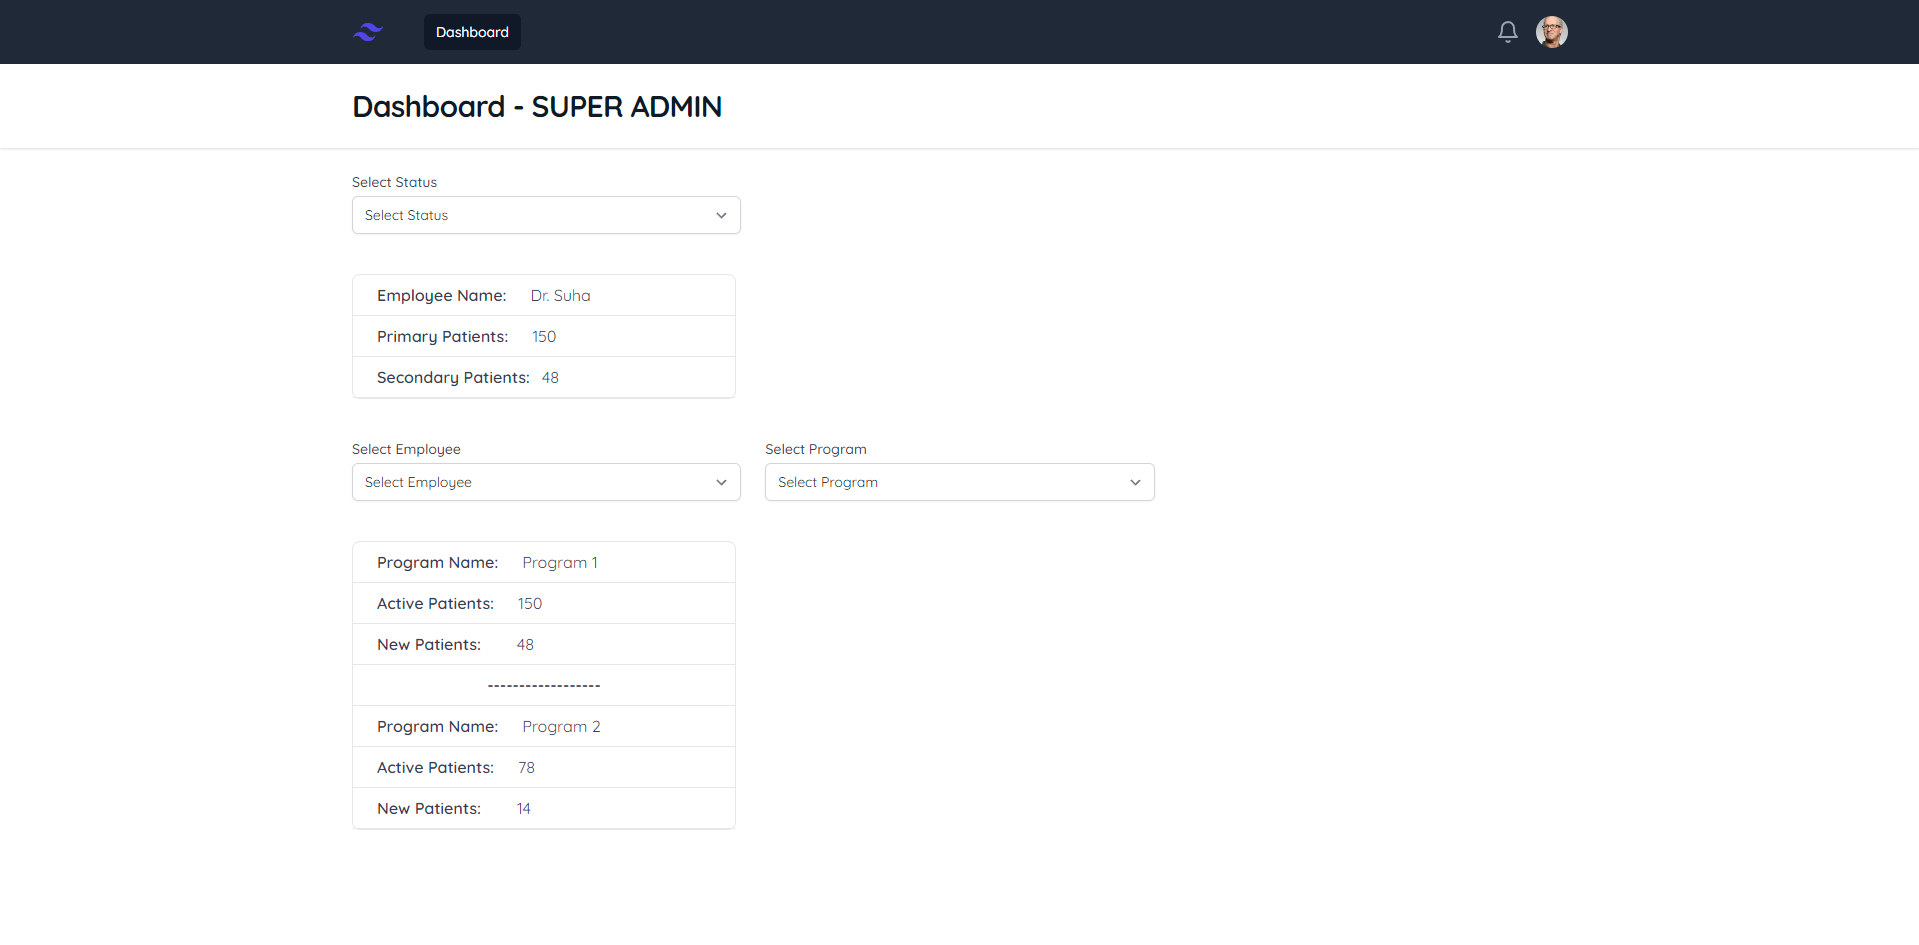 Dashboard
Dashboard - SUPER ADMIN
Select Status
Select Status
Employee Name: Dr. Suha
Primary Patients: 150
Secondary Patients: 48
Select Employee Select Program
Select Employee Select Program
Program Name: Program 1
Active Patients: 150
New Patients: 48
------------------
Program Name: Program 2
Active Patients: 78
New Patients: 14